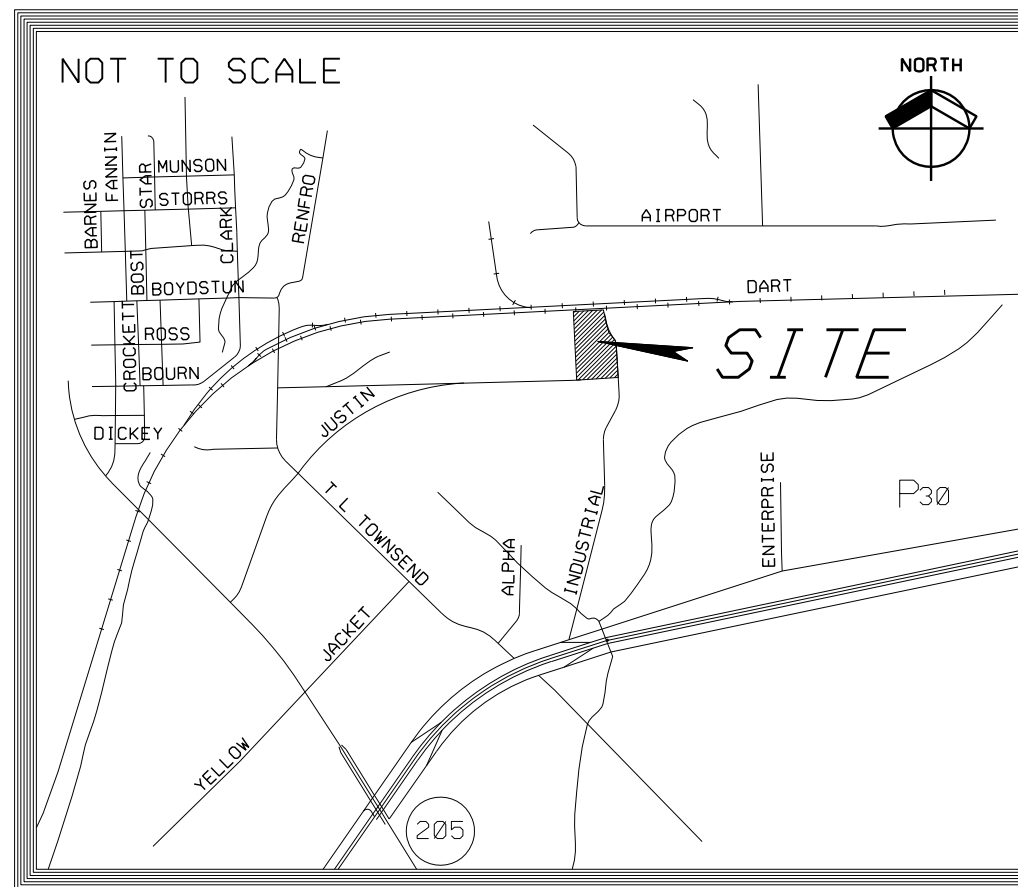 NOT TO SCALE
NORTH
BARNES
FANNIN
STAR
MUNSON
STORRS
CLARK
RENFRO
AIRPORT
BOST
BOYDSTUN
DART
CROCKETT
ROSS
BOURN
SITE
DICKEY
JUSTIN
T L TOWNSEND
ALPHA
INDUSTRIAL
ENTERPRISE
P30
YELLOW JACKET
205